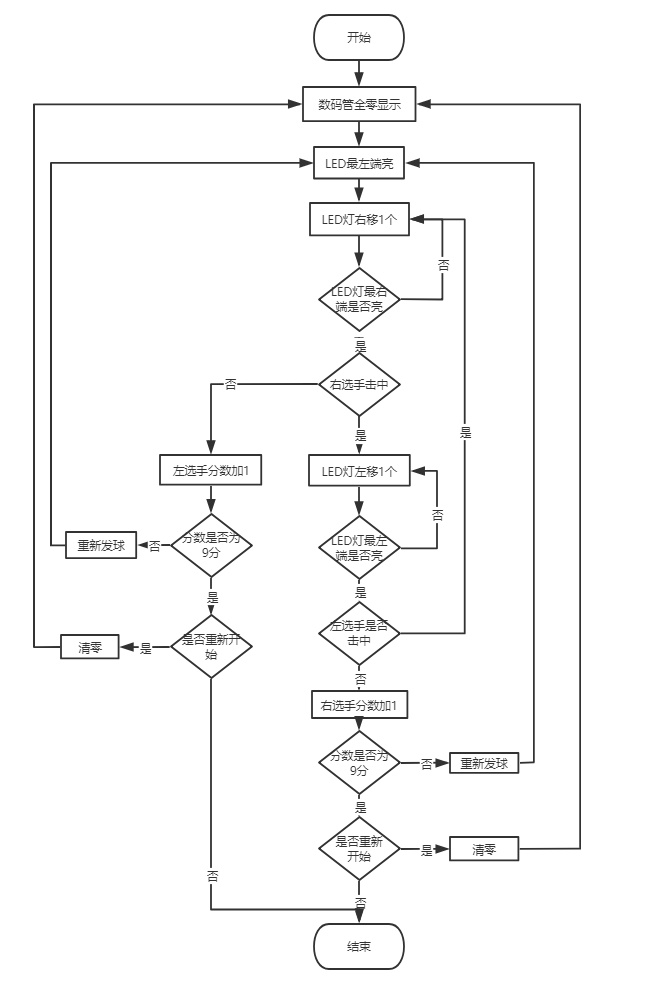 开始
数码管全零显示
LED最左端亮
LED灯右移1个
否
LED灯最右
端是否亮
是
否
右选手击中
是
是
左选手分数加1
LED灯左移1个
否
重新发球
否
分数是否为
9分
LED灯最左
端是否亮
是
是
清零
是
是否重新开
始
左选手是否
击中
否
右选手分数加1
分数是否为
9分
否
重新发球
是
是否重新
开始
是
清零
否
否
结束